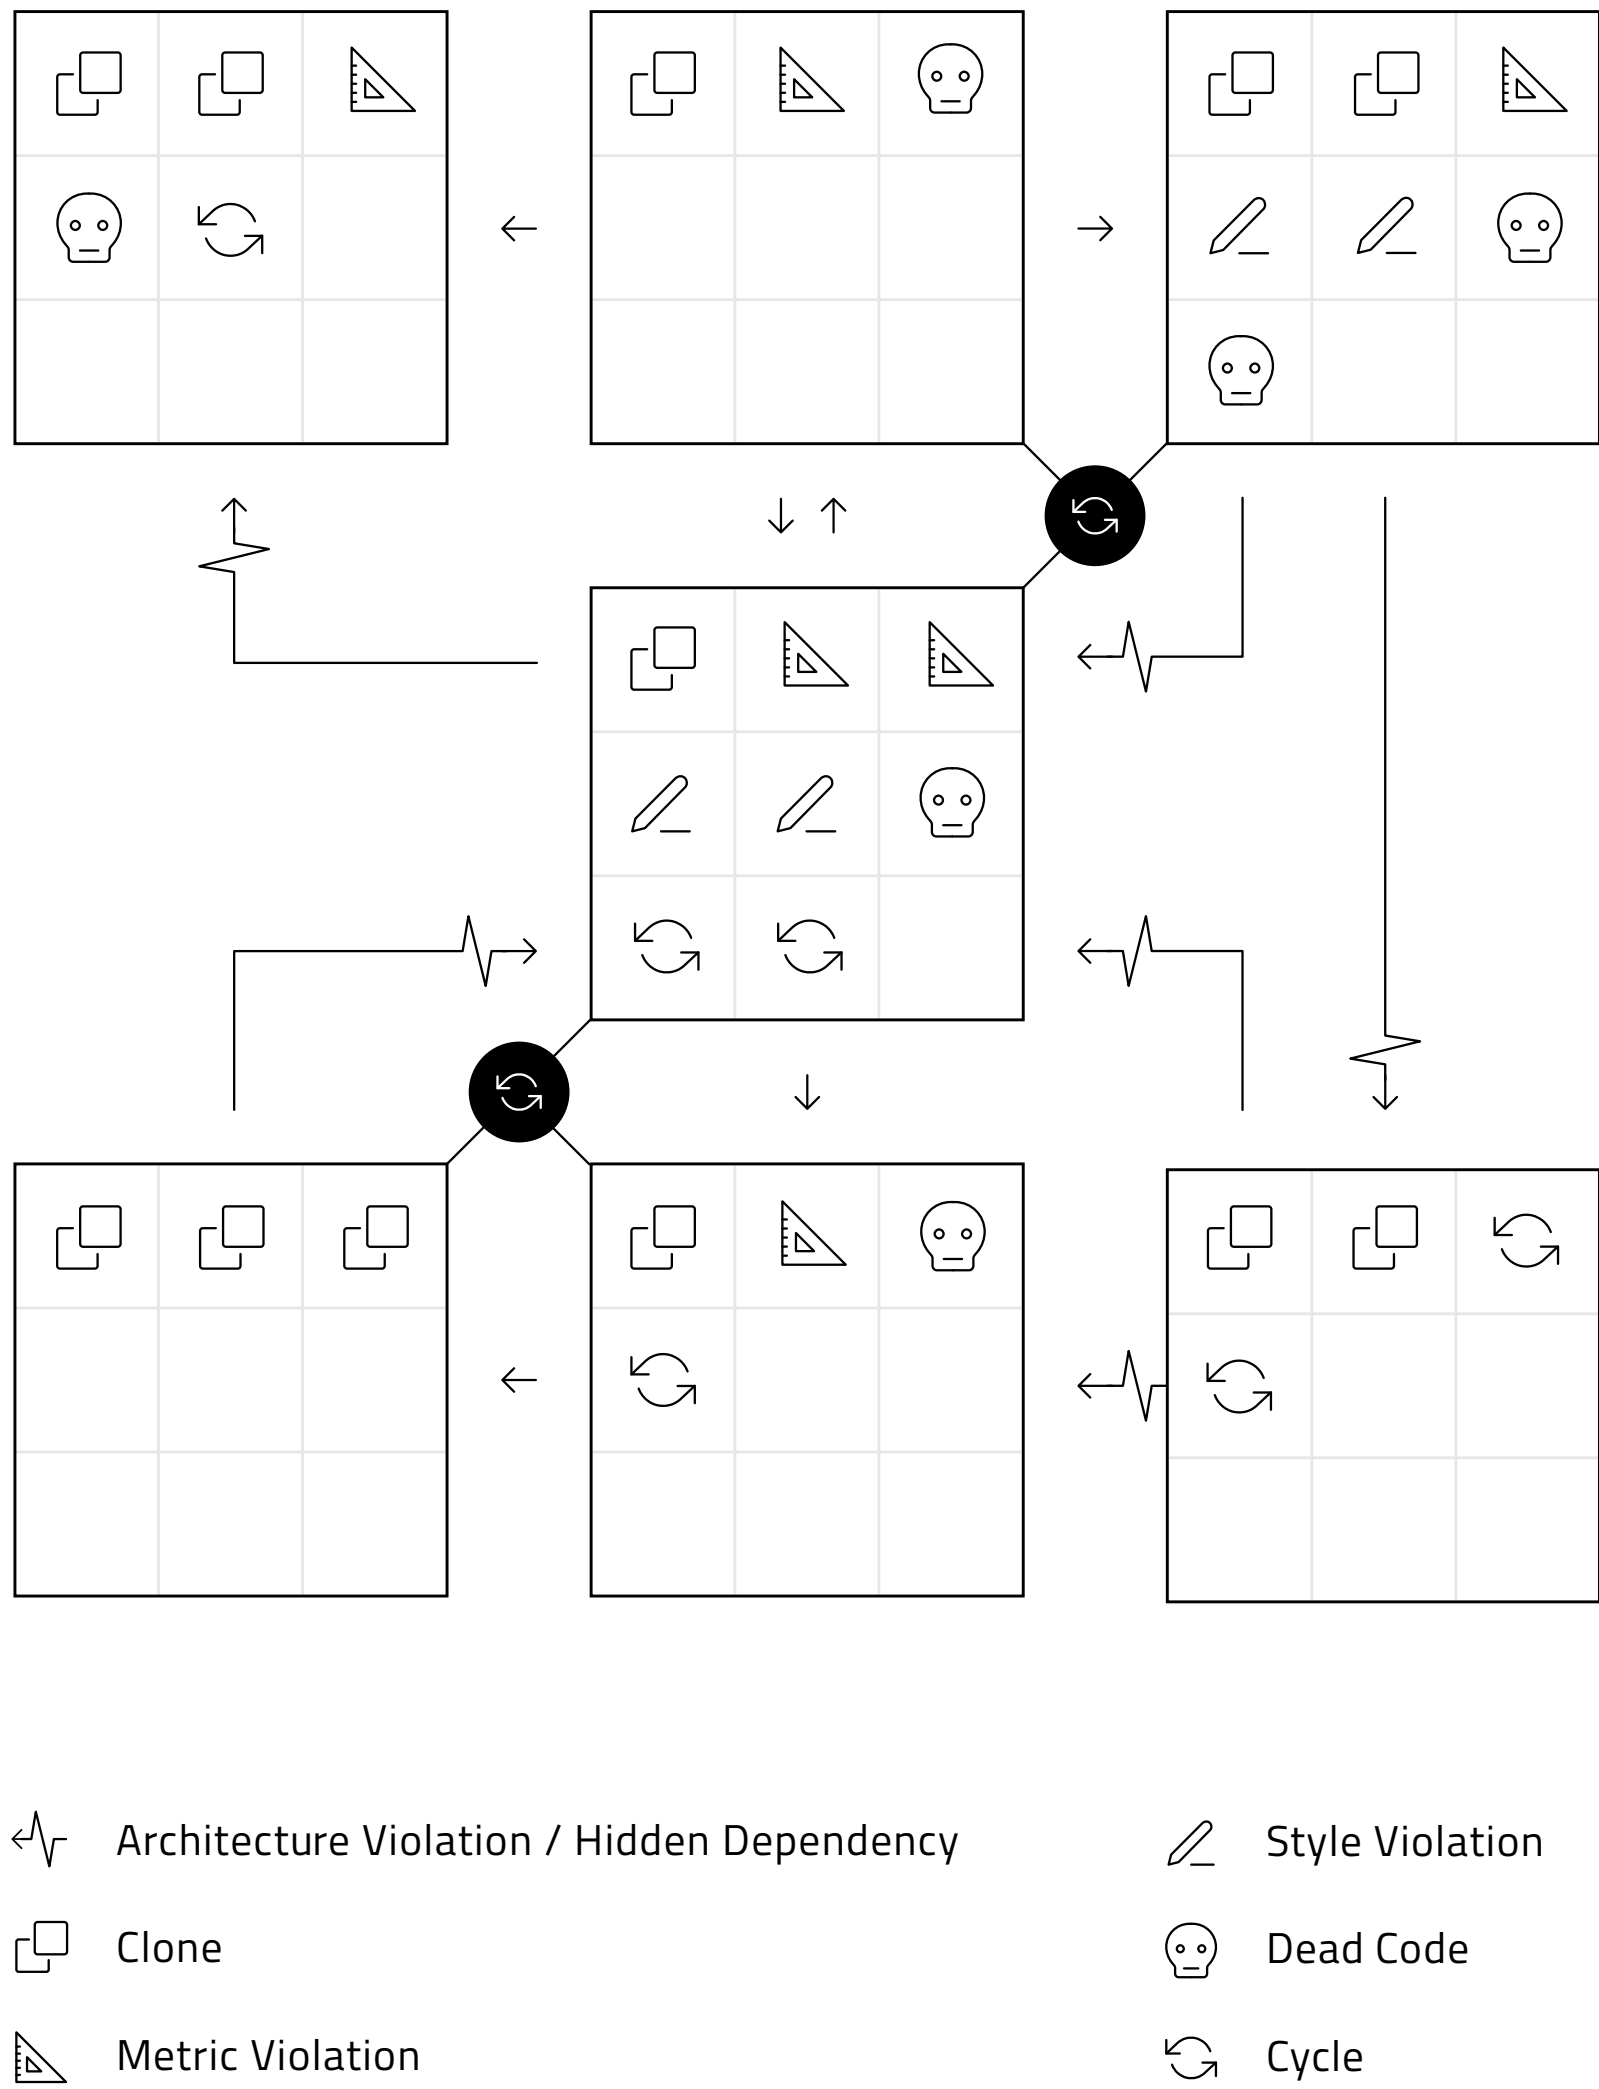 Architecture Violation / Hidden Dependency
Style Violation
Clone
Dead Code
Metric Violation
Cycle